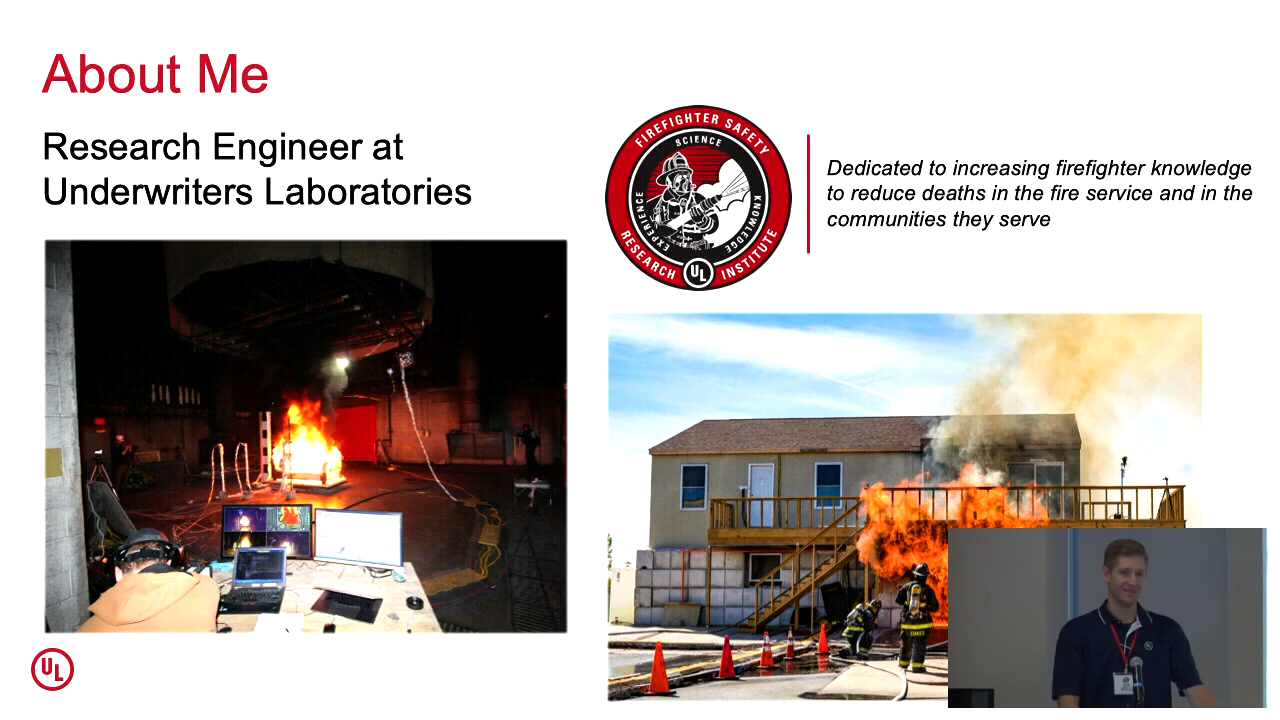 About Me
Research Engineer at
Underwriters Laboratories
FIREFIGHTER SAFETY
SCIENCE
EXPERIENCE
KNOWLEDGE
RESEARCH INSTITUTE
UL
Dedicated to increasing firefighter knowledge
to reduce deaths in the fire service and in the
communities they serve
UL